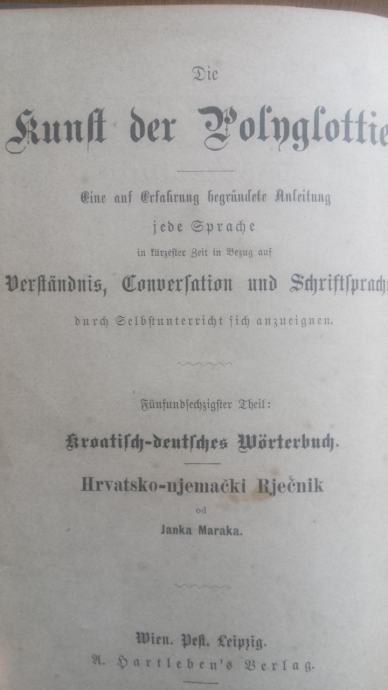 Die
Kunst der Polyglottie
Eine auf Erfahrung begründete Anleitung
jede Sprache
in kürzester Zeit in Bezug auf
Verständnis, Conversation und Schriftsprach
durch Selbstunterricht sich anzueignen.
Fünfundsechzigster Theil:
Kroatisch-deutsches Wörterbuch.
Hrvatsko-njemački Rječnik
od
Janka Maraka.
Wien. Pest. Leipzig.
A. Hartleben's Verlag.